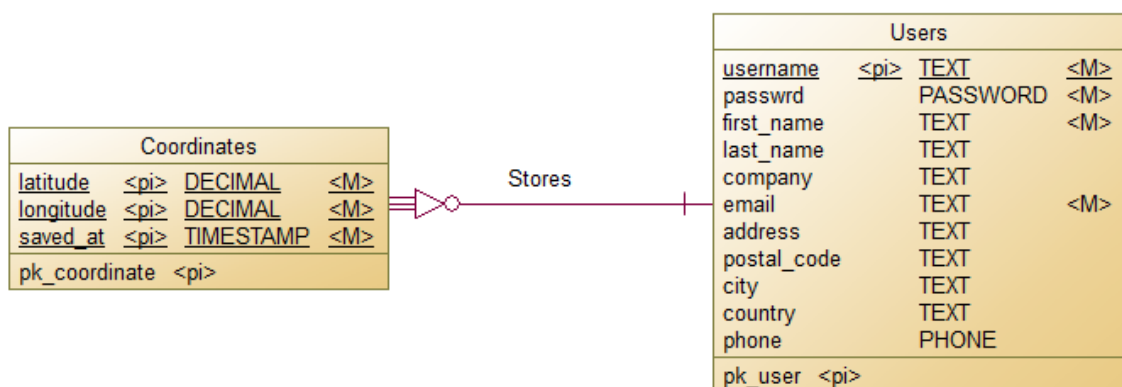 Coordinates
latitude <pi> DECIMAL <M>
longitude <pi> DECIMAL <M>
saved_at <pi> TIMESTAMP <M>
pk_coordinate <pi>
Stores
Users
username <pi> TEXT <M>
passwrd PASSWORD <M>
first_name TEXT <M>
last_name TEXT
company TEXT
email TEXT <M>
address TEXT
postal_code TEXT
city TEXT
country TEXT
phone PHONE
pk_user <pi>